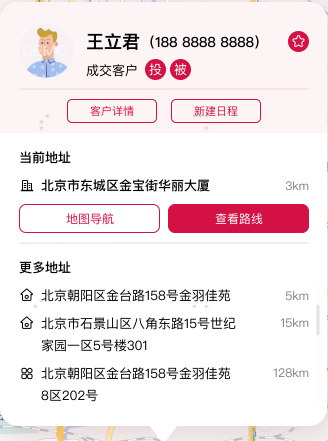 王立君（188 8888 8888）
成交客户 投 被
客户详情 新建日程
当前地址
北京市东城区金宝街华丽大厦 3km
地图导航 查看路线
更多地址
北京朝阳区金台路158号金羽佳苑 5km
北京市石景山区八角东路15号世纪 15km
家园一区5号楼301
北京朝阳区金台路158号金羽佳苑 128km
8区202号